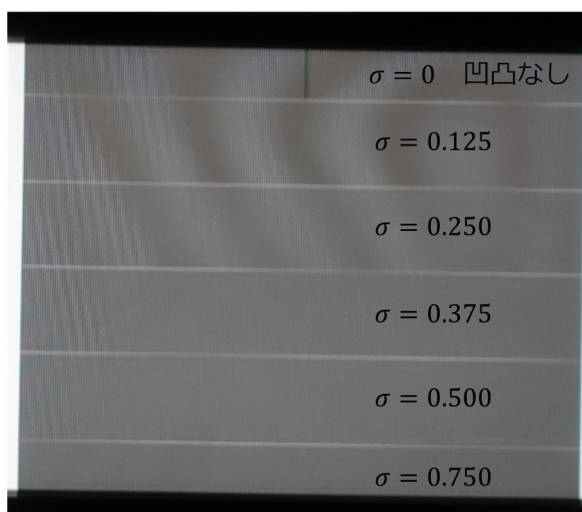 σ = 0　凹凸なし
σ = 0.125
σ = 0.250
σ = 0.375
σ = 0.500
σ = 0.750